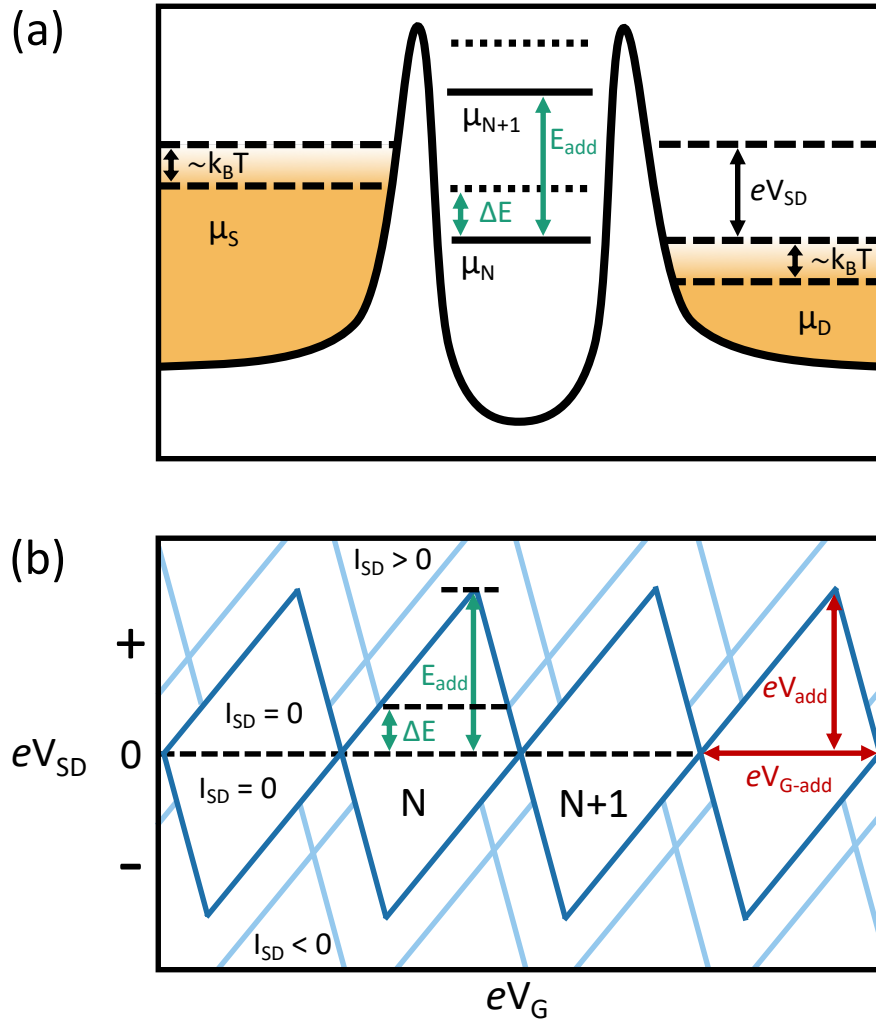 (a)
μN+1
Eadd
~kBT
μS
ΔE
eVSD
μN
~kBT
μD
(b)
ISD > 0
+
Eadd
eVadd
ISD = 0
ΔE
eVSD 0
ISD = 0
N
N+1
eVG-add
-
ISD < 0
eVG